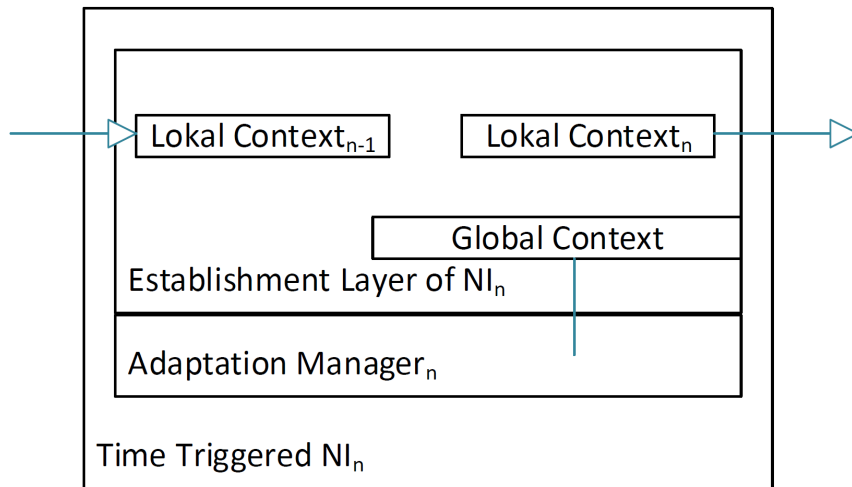 Lokal Contextn-1
Lokal Contextn
Global Context
Establishment Layer of NIn
Adaptation Managern
Time Triggered NIn